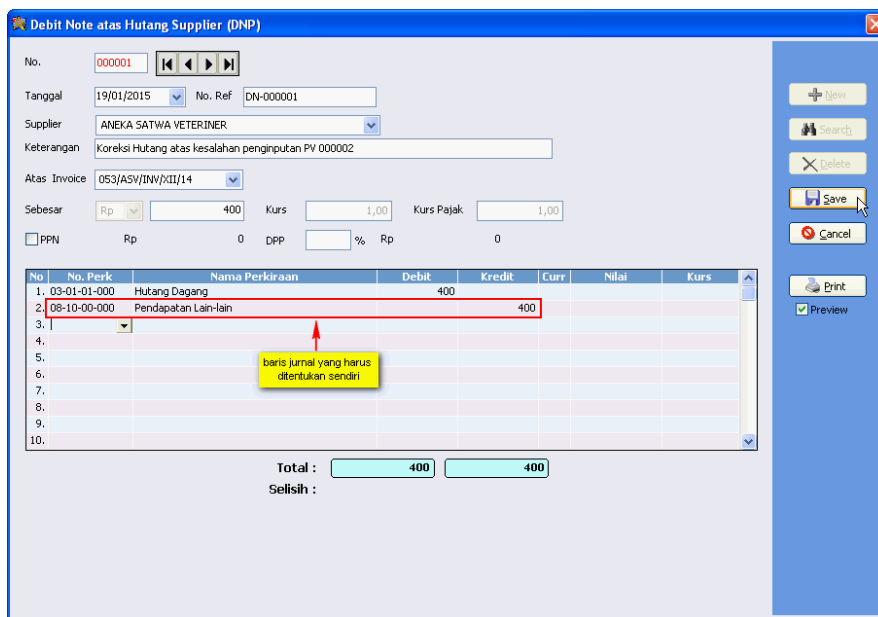 Debit Note atas Hutang Supplier (DNP)
No. 000001
Tanggal 19/01/2015 No. Ref DN-000001
Supplier ANEKA SATWA VETERINER
Keterangan Koreksi Hutang atas kesalahan penginputan PV 000002
Atas Invoice 053/ASV/INV/XII/14
Sebesar Rp 400 Kurs 1,00 Kurs Pajak 1,00
PPN Rp 0 DPP % Rp 0
No No. Perk Nama Perkiraan Debit Kredit Curr Nilai Kurs
1. 03-01-01-000 Hutang Dagang 400
2. 08-10-00-000 Pendapatan Lain-lain 400
3.
4.
5.
6.
7.
8.
9.
10.
baris jurnal yang harus
ditentukan sendiri
Total : 400 400
Selisih :
New
Search
Delete
Save
Cancel
Print
Preview